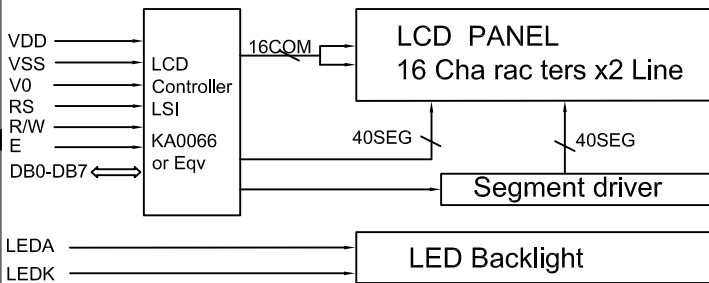 VDD
VSS
V0
RS
R/W
E
DB0-DB7
LCD
Controller
LSI
KA0066
or Eqv
16COM
LCD PANEL
16 Cha rac ters x2 Line
40SEG
40SEG
Segment driver
LEDA
LEDK
LED Backlight